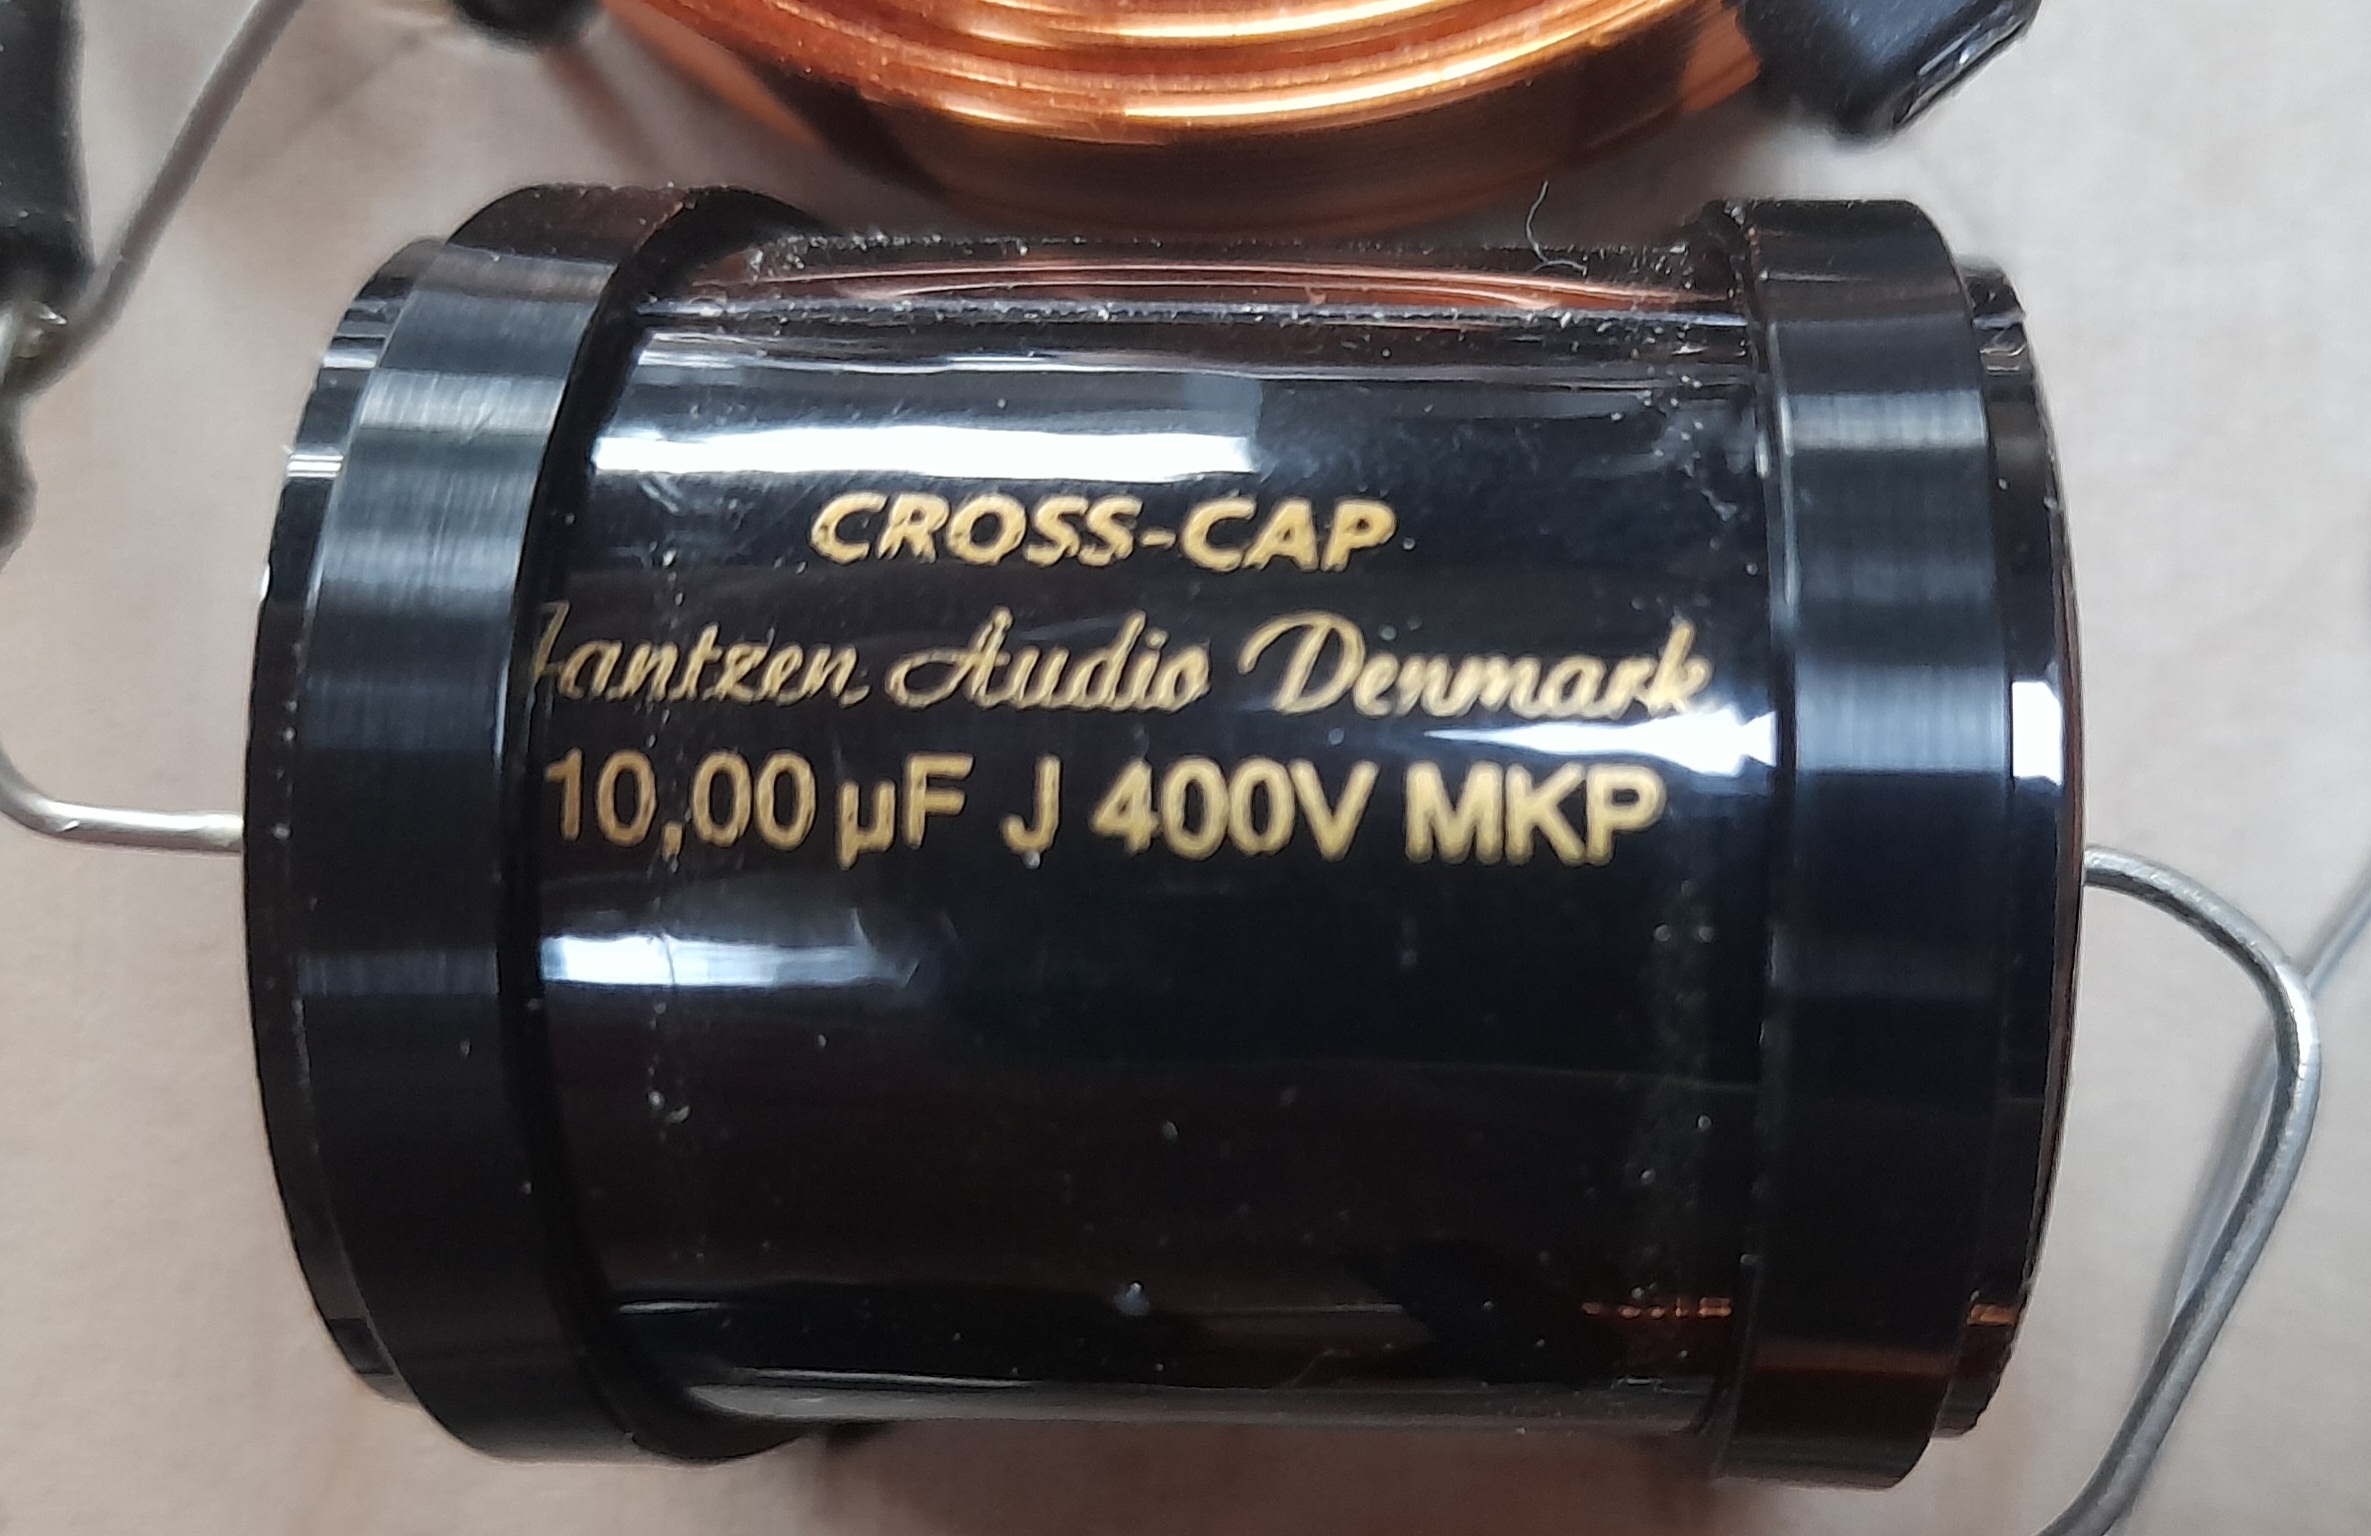 CROSS-CAP
Jantzen Audio Denmark
10,00 µF J 400V MKP